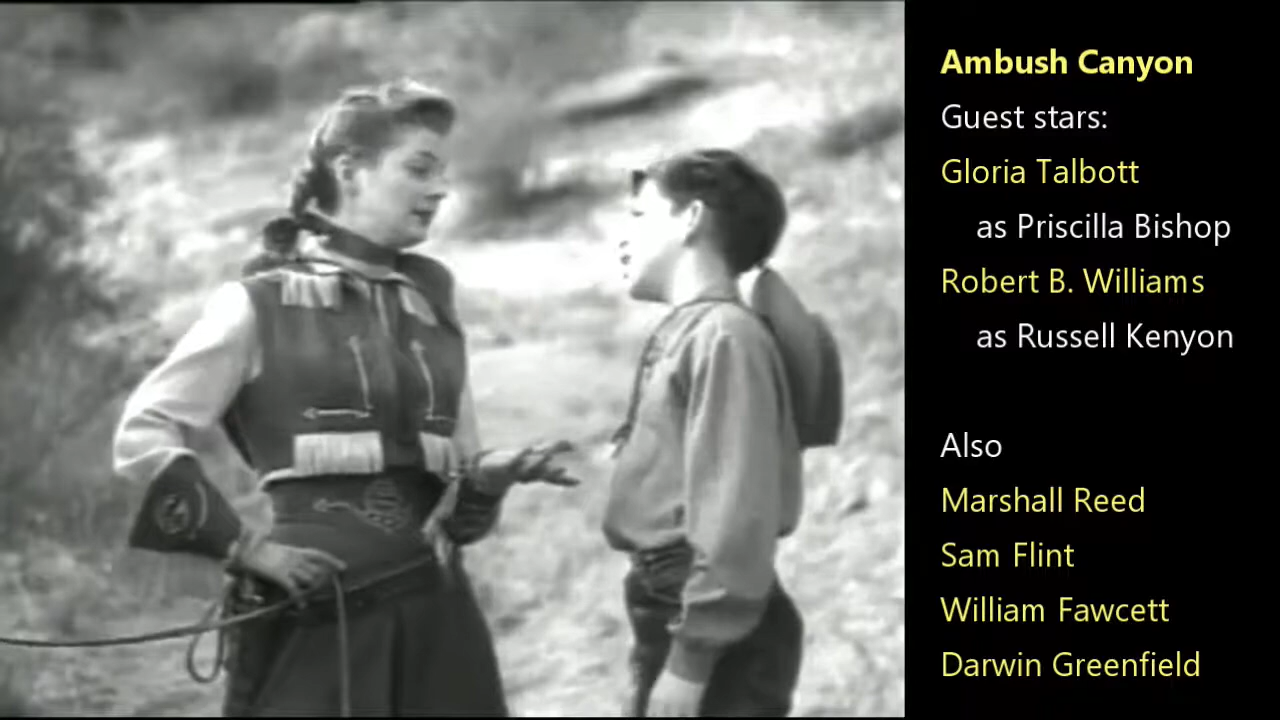 Ambush Canyon
Guest stars:
Gloria Talbott
as Priscilla Bishop
Robert B. Williams
as Russell Kenyon
Also
Marshall Reed
Sam Flint
William Fawcett
Darwin Greenfield